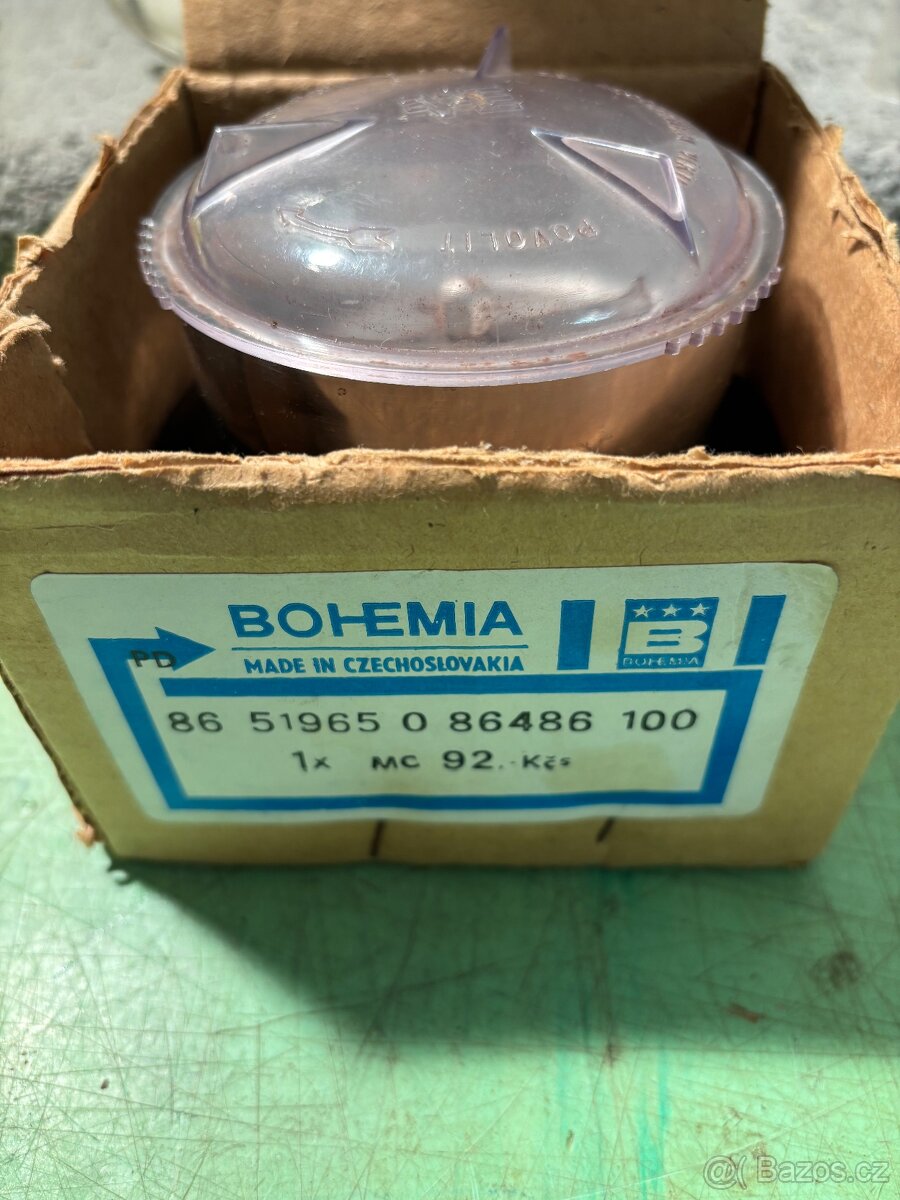 POVOLIT
BOHEMIA
MADE IN CZECHOSLOVAKIA
PD
BOHEMIA
86 51965 0 86486 100
1x MC 92.-Kčs
@( Bazos.cz